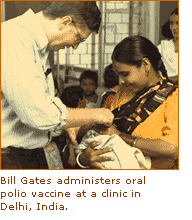 Bill Gates administers oral
polio vaccine at a clinic in
Delhi, India.